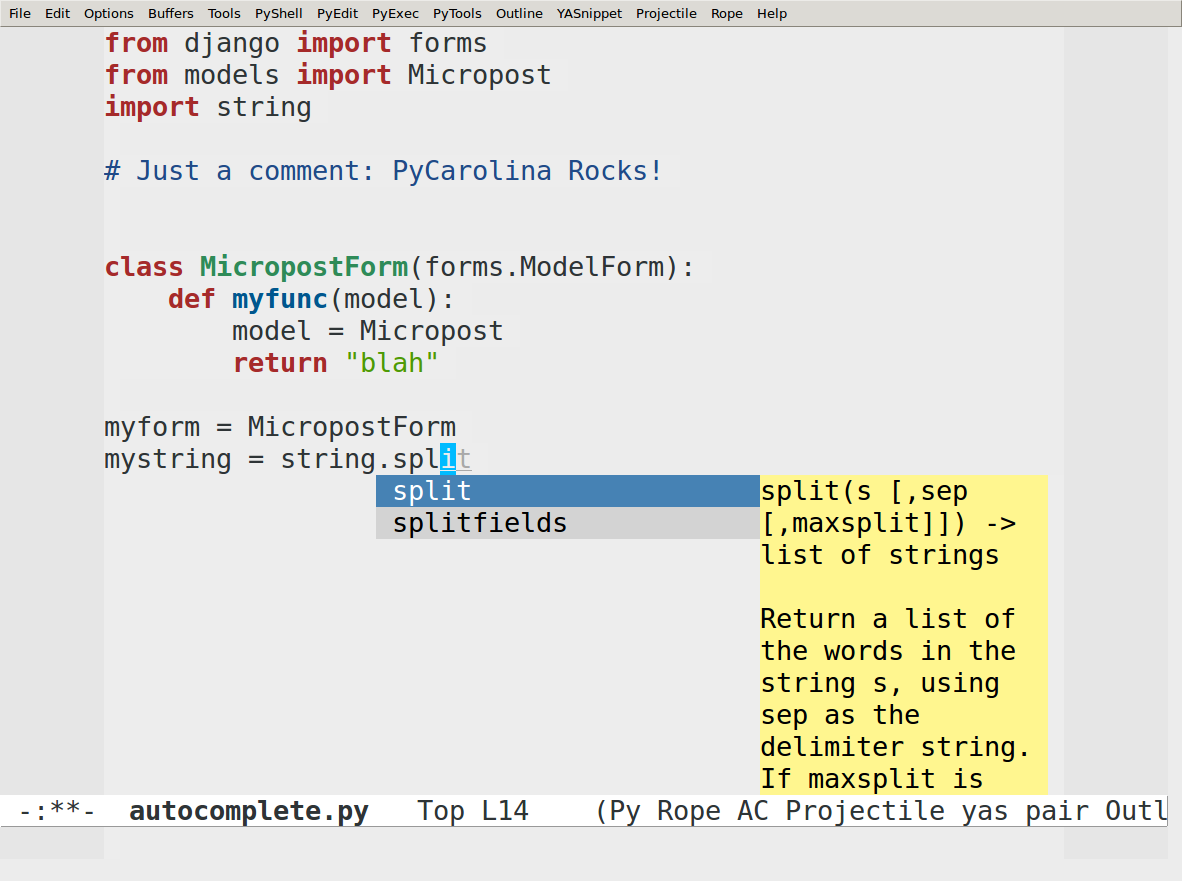 File Edit Options Buffers Tools PyShell PyEdit PyExec PyTools Outline YASnippet Projectile Rope Help
from django import forms
from models import Micropost
import string
# Just a comment: PyCarolina Rocks!
class MicropostForm(forms.ModelForm):
    def myfunc(model):
        model = Micropost
        return "blah"
myform = MicropostForm
mystring = string.split
split
splitfields
split(s [,sep
[,maxsplit]]) ->
list of strings
Return a list of
the words in the
string s, using
sep as the
delimiter string.
If maxsplit is
-:**-  autocomplete.py   Top L14    (Py Rope AC Projectile yas pair Outl